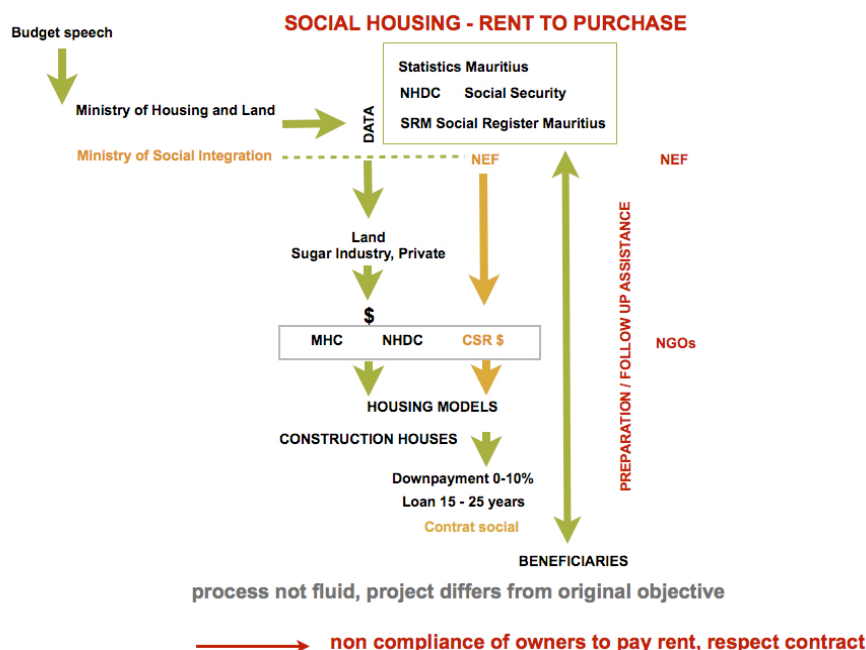 SOCIAL HOUSING - RENT TO PURCHASE
Budget speech
Statistics Mauritius
NHDC Social Security
SRM Social Register Mauritius
Ministry of Housing and Land
DATA
Ministry of Social Integration
NEF
NEF
Land
Sugar Industry, Private
$
MHC NHDC CSR $
NGOs
PREPARATION / FOLLOW UP ASSISTANCE
HOUSING MODELS
CONSTRUCTION HOUSES
Downpayment 0-10%
Loan 15 - 25 years
Contrat social
BENEFICIARIES
process not fluid, project differs from original objective
non compliance of owners to pay rent, respect contract